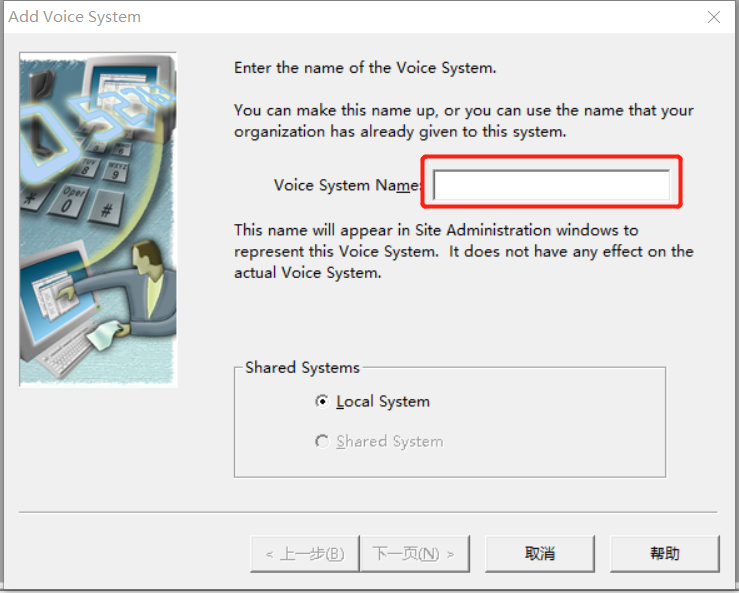 Add Voice System
Enter the name of the Voice System.
You can make this name up, or you can use the name that your
organization has already given to this system.
Voice System Name:
This name will appear in Site Administration windows to
represent this Voice System.  It does not have any effect on the
actual Voice System.
Shared Systems
Local System
Shared System
< 上一步(B)
下一页(N) >
取消
帮助